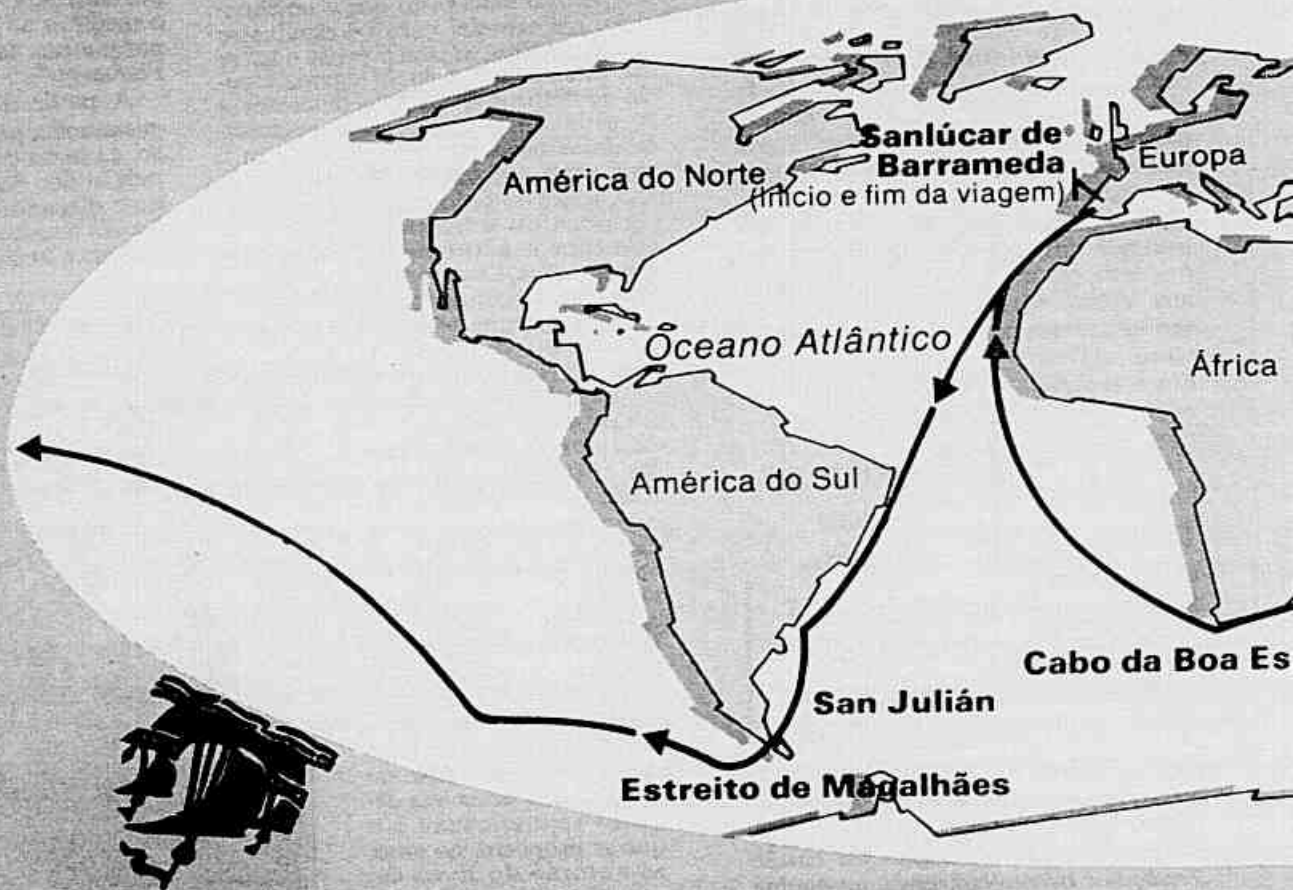 Sanlúcar de
Barrameda
(Início e fim da viagem)
América do Norte
Europa
Oceano Atlântico
África
América do Sul
Cabo da Boa Es
San Julián
Estreito de Magalhães